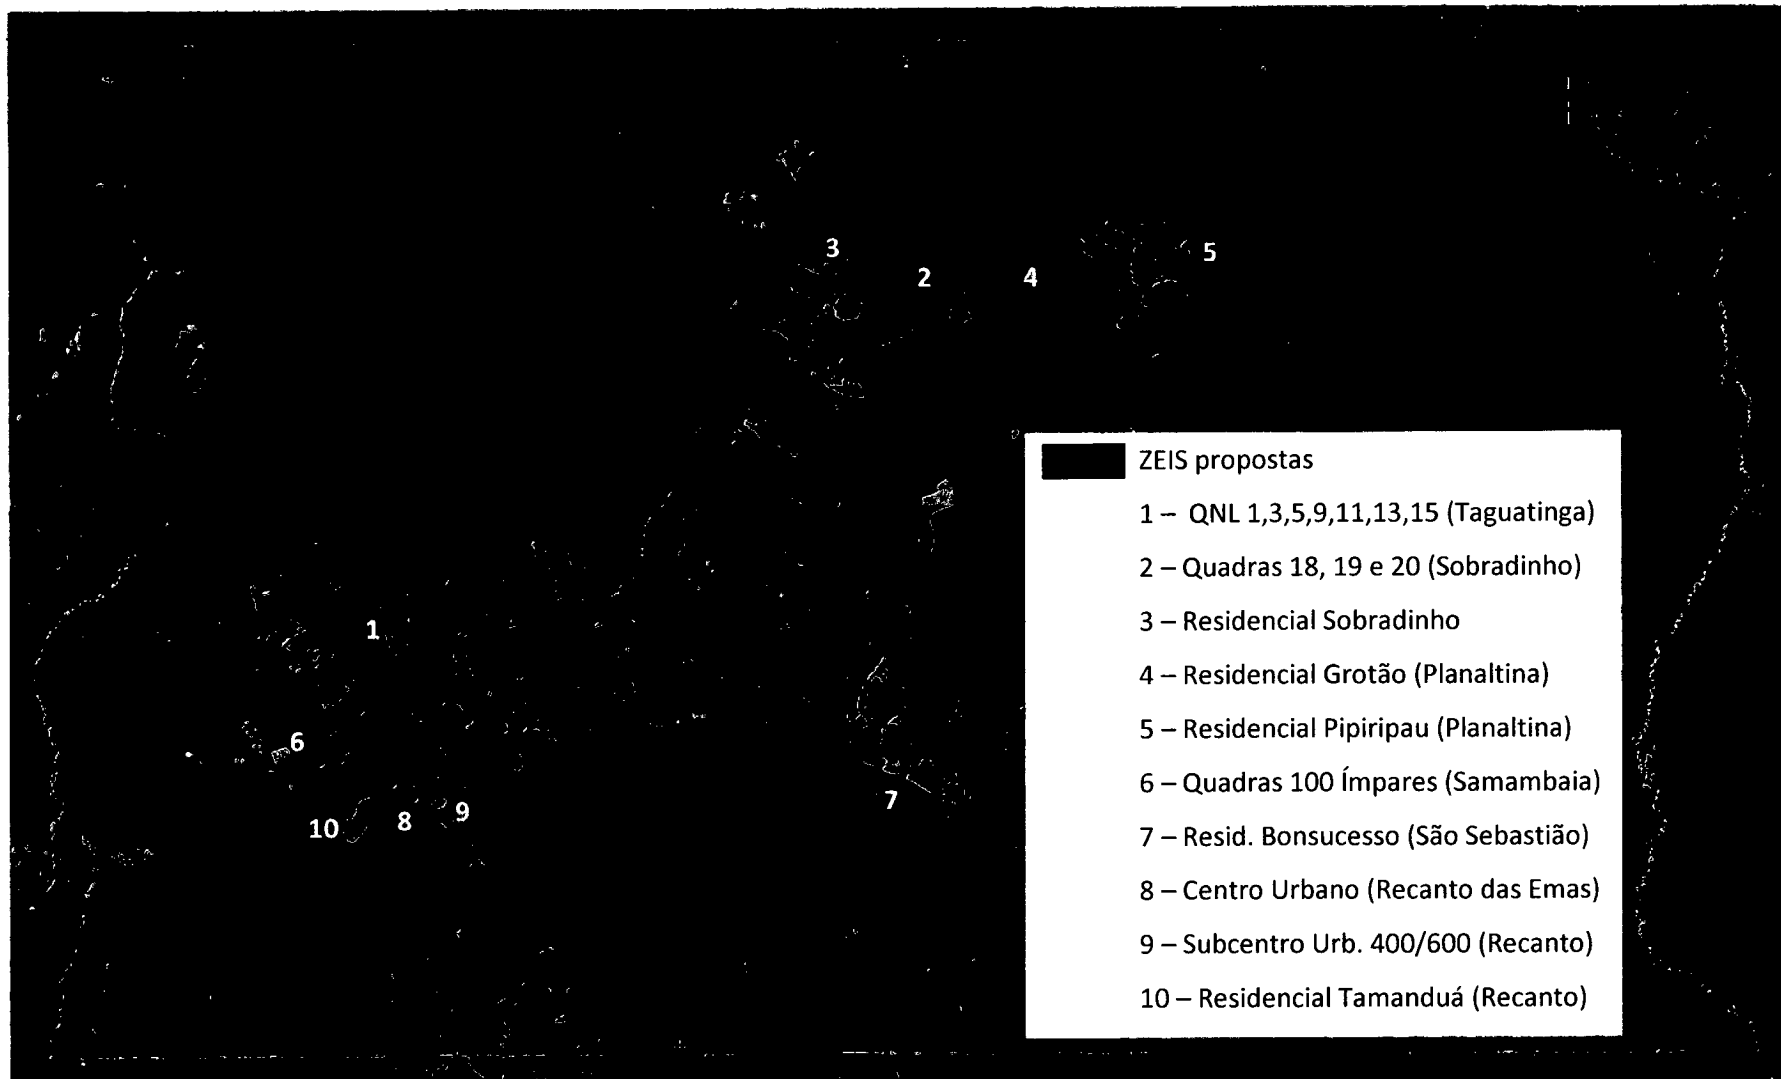 3
5
2
4
1
6
7
9
8
10
ZEIS propostas
1 – QNL 1,3,5,9,11,13,15 (Taguatinga)
2 – Quadras 18, 19 e 20 (Sobradinho)
3 – Residencial Sobradinho
4 – Residencial Grotão (Planaltina)
5 – Residencial Pipiripau (Planaltina)
6 – Quadras 100 Ímpares (Samambaia)
7 – Resid. Bonsucesso (São Sebastião)
8 – Centro Urbano (Recanto das Emas)
9 – Subcentro Urb. 400/600 (Recanto)
10 – Residencial Tamanduá (Recanto)